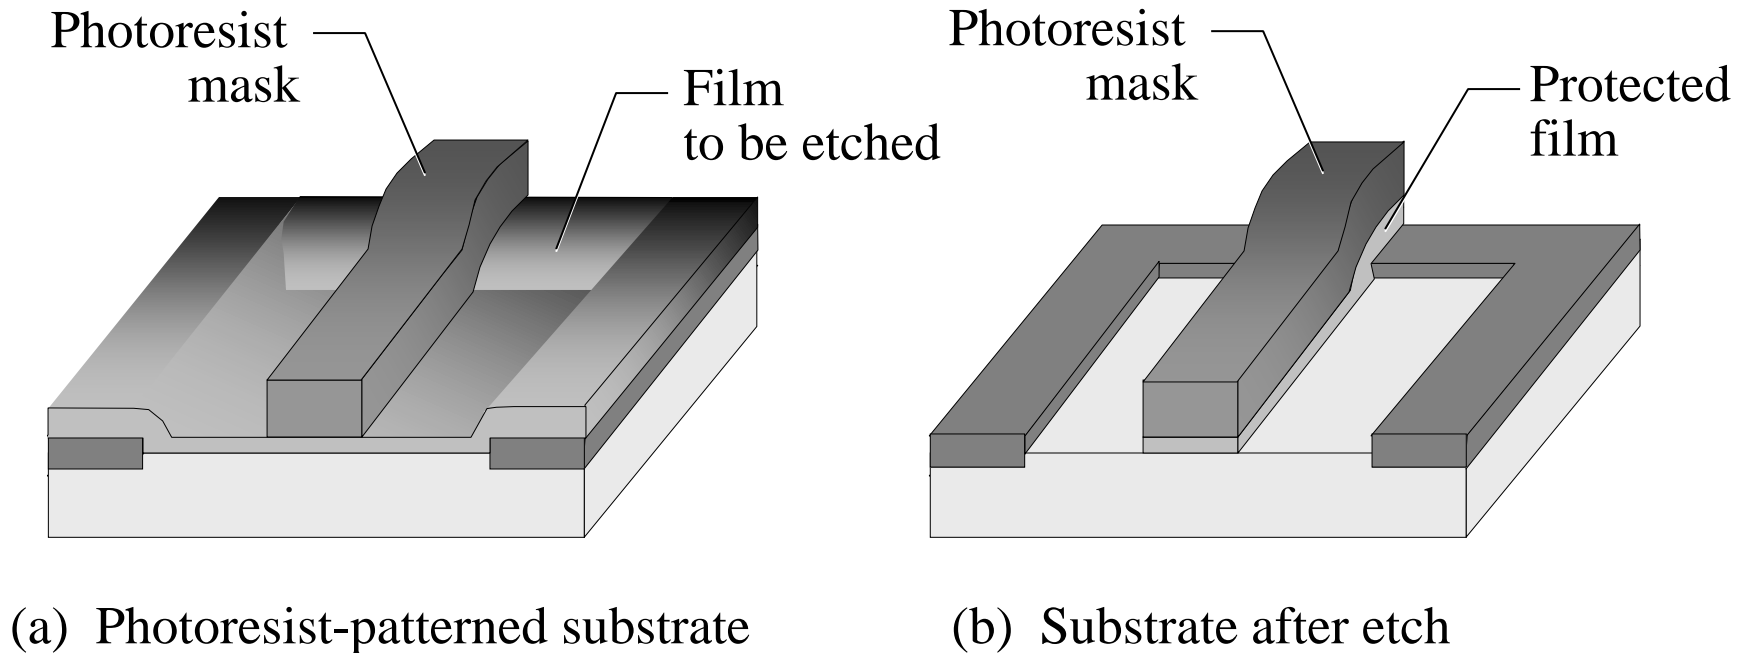 Photoresist
mask
Film
to be etched
Photoresist
mask
Protected
film
(a) Photoresist-patterned substrate
(b) Substrate after etch